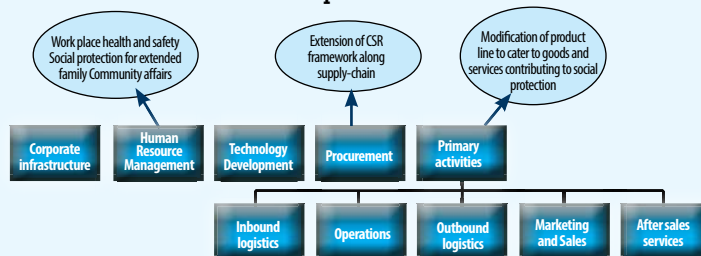 Work place health and safety
Social protection for extended
family Community affairs
Extension of CSR
framework along
supply-chain
Modification of product
line to cater to goods and
services contributing to social
protection
Corporate
infrastructure
Human
Resource
Management
Technology
Development
Procurement
Primary
activities
Inbound
logistics
Operations
Outbound
logistics
Marketing
and Sales
After sales
services